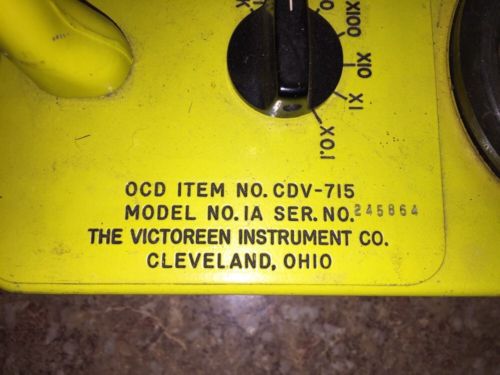 X100
X10
X1
X0.1
OCD ITEM NO. CDV-715
MODEL NO. 1A SER. NO. 245864
THE VICTOREEN INSTRUMENT CO.
CLEVELAND, OHIO